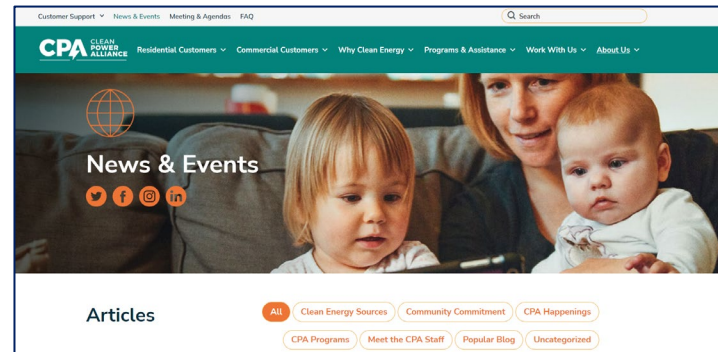 Customer Support News & Events Meeting & Agendas FAQ Search
CPA CLEAN POWER ALLIANCE Residential Customers Commercial Customers Why Clean Energy Programs & Assistance Work With Us About Us
News & Events
Articles
All Clean Energy Sources Community Commitment CPA Happenings
CPA Programs Meet the CPA Staff Popular Blog Uncategorized